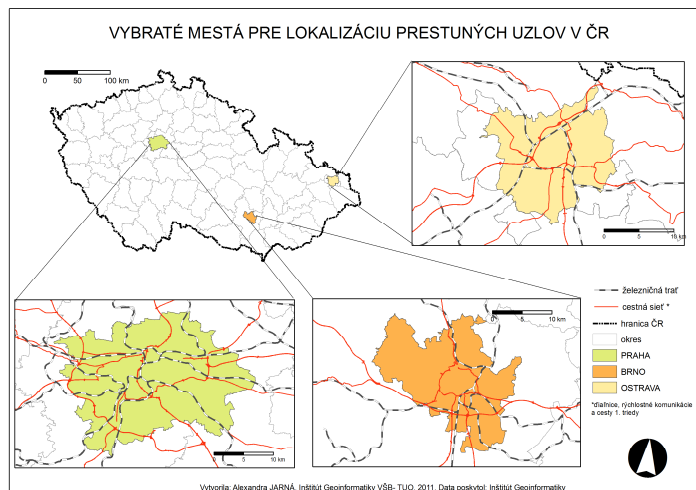 VYBRATÉ MESTÁ PRE LOKALIZÁCIU PRESTUNÝCH UZLOV V ČR
0 50 100 km
0 5 10 km
železničná trať
cestná sieť *
hranica ČR
okres
PRAHA
BRNO
OSTRAVA
*diaľnice, rýchlostné komunikácie
a cesty 1. triedy
0 5 10 km
0 5 10 km
Vytvorila: Alexandra JARNÁ, Inštitút Geoinformatiky VŠB- TUO, 2011, Data poskytol: Inštitút Geoinformatiky